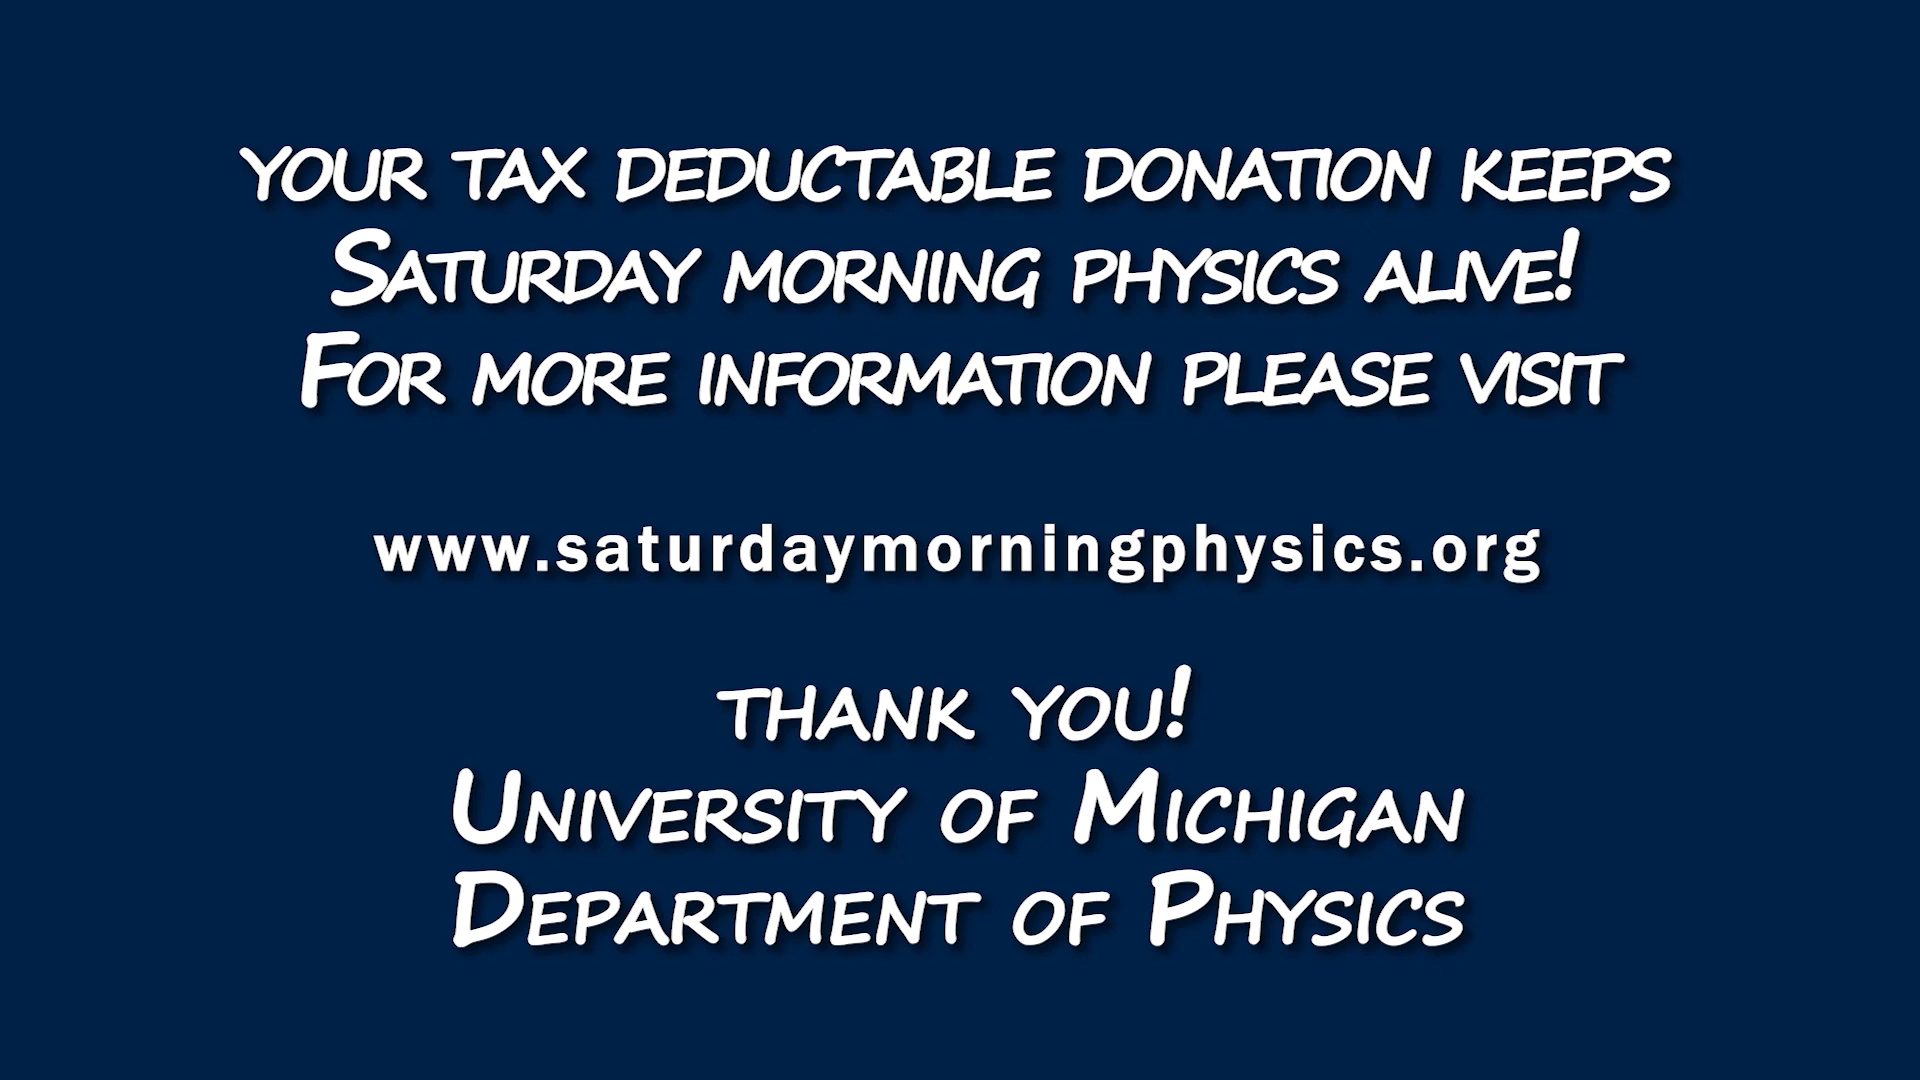 YOUR TAX DEDUCTABLE DONATION KEEPS
SATURDAY MORNING PHYSICS ALIVE!
FOR MORE INFORMATION PLEASE VISIT
www.saturdaymorningphysics.org
THANK YOU!
UNIVERSITY OF MICHIGAN
DEPARTMENT OF PHYSICS